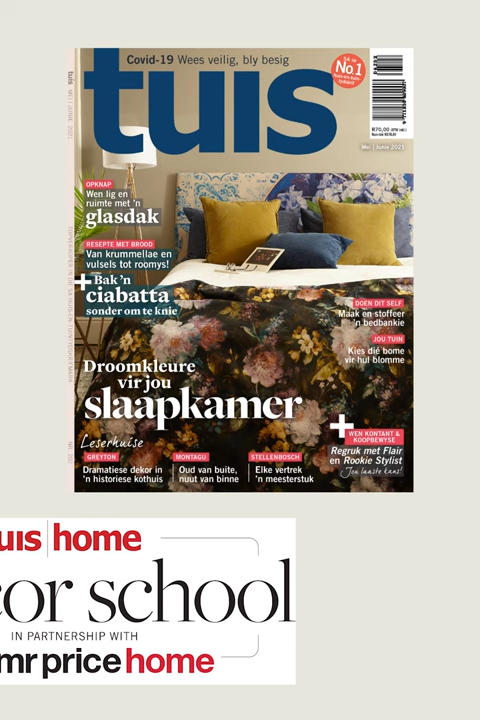 Covid-19 Wees veilig, bly besig
tuis
SA se
No.1
R70,00
Mei | Junie 2021
OPKNAP
Wen lig en
ruimte met 'n
glasdak
RESEPTE MET BROOD
Van krummellae en
vulsels tot roomys!
+ Bak 'n
ciabatta
sonder om te knie
DOEN DIT SELF
Maak en stoffeer
'n bedbankie
JOU TUIN
Kies dié bome
vir hul blomme
Droomkleure
vir jou
slaapkamer
+ WEN KONTANT &
KOOPBEWYSE
Regruk met Flair
en Rookie Stylist
Jou laaste kans!
Leserhuise
GREYTON
Dramatiese dekor in
'n historiese kothuis
MONTAGU
Oud van buite,
nuut van binne
STELLENBOSCH
Elke vertrek
'n meesterstuk
uis | home
cor school
IN PARTNERSHIP WITH
mr price home